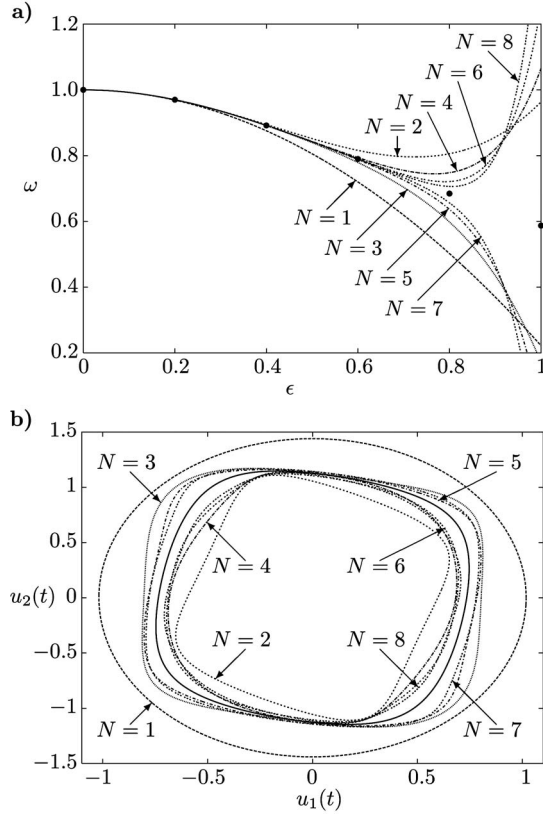 a)
1.2
1.0
0.8
ω
0.6
0.4
0.2
N = 8
N = 6
N = 4
N = 2
N = 1
N = 3
N = 5
N = 7
0 0.2 0.4 0.6 0.8 1
ϵ
b)
1.5
1
0.5
u₂(t) 0
−0.5
−1
−1.5
N = 3 N = 5
N = 4 N = 6
N = 2 N = 8
N = 1 N = 7
−1 −0.5 0 0.5 1
u₁(t)